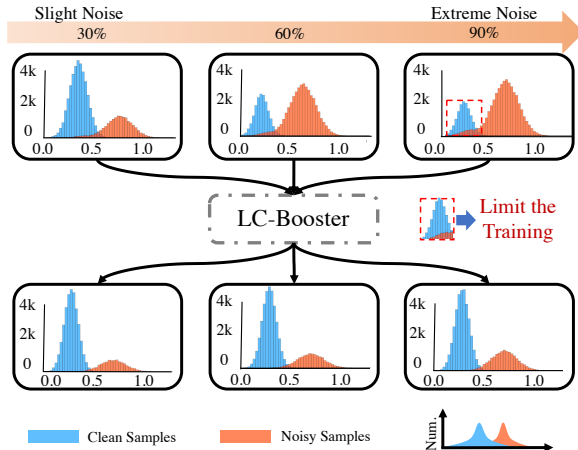 Slight Noise
Extreme Noise
30%
60%
90%
4k
2k
0
0.0 0.5 1.0
4k
2k
0
0.0 0.5 1.0
4k
2k
0
0.0 0.5 1.0
LC-Booster
Limit the
Training
4k
2k
0
0.0 0.5 1.0
4k
2k
0
0.0 0.5 1.0
4k
2k
0
0.0 0.5 1.0
Clean Samples
Noisy Samples
Num.